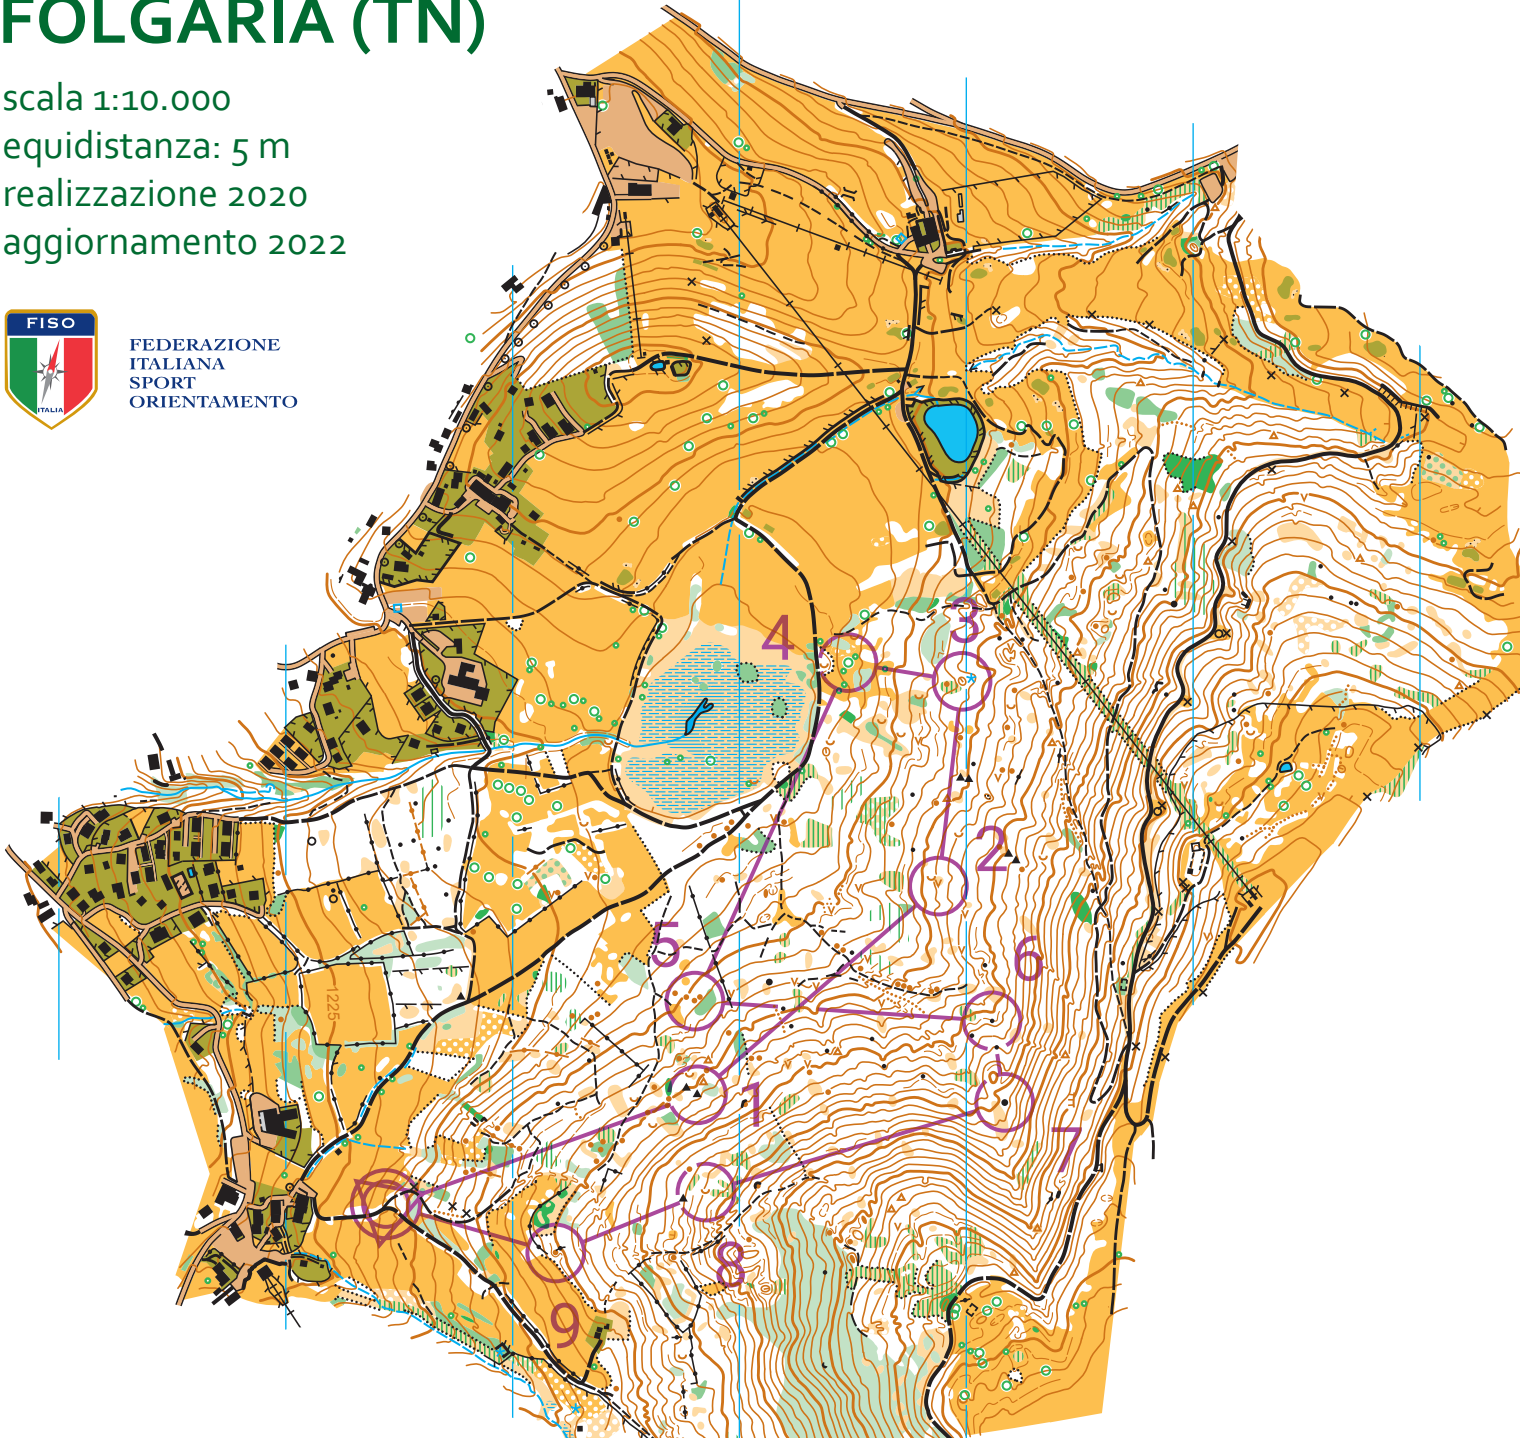 FOLGARIA (TN)
scala 1:10.000
equidistanza: 5 m
realizzazione 2020
aggiornamento 2022
FISO
ITALIA
FEDERAZIONE
ITALIANA
SPORT
ORIENTAMENTO
4
3
2
5
6
1225
1
7
8
9